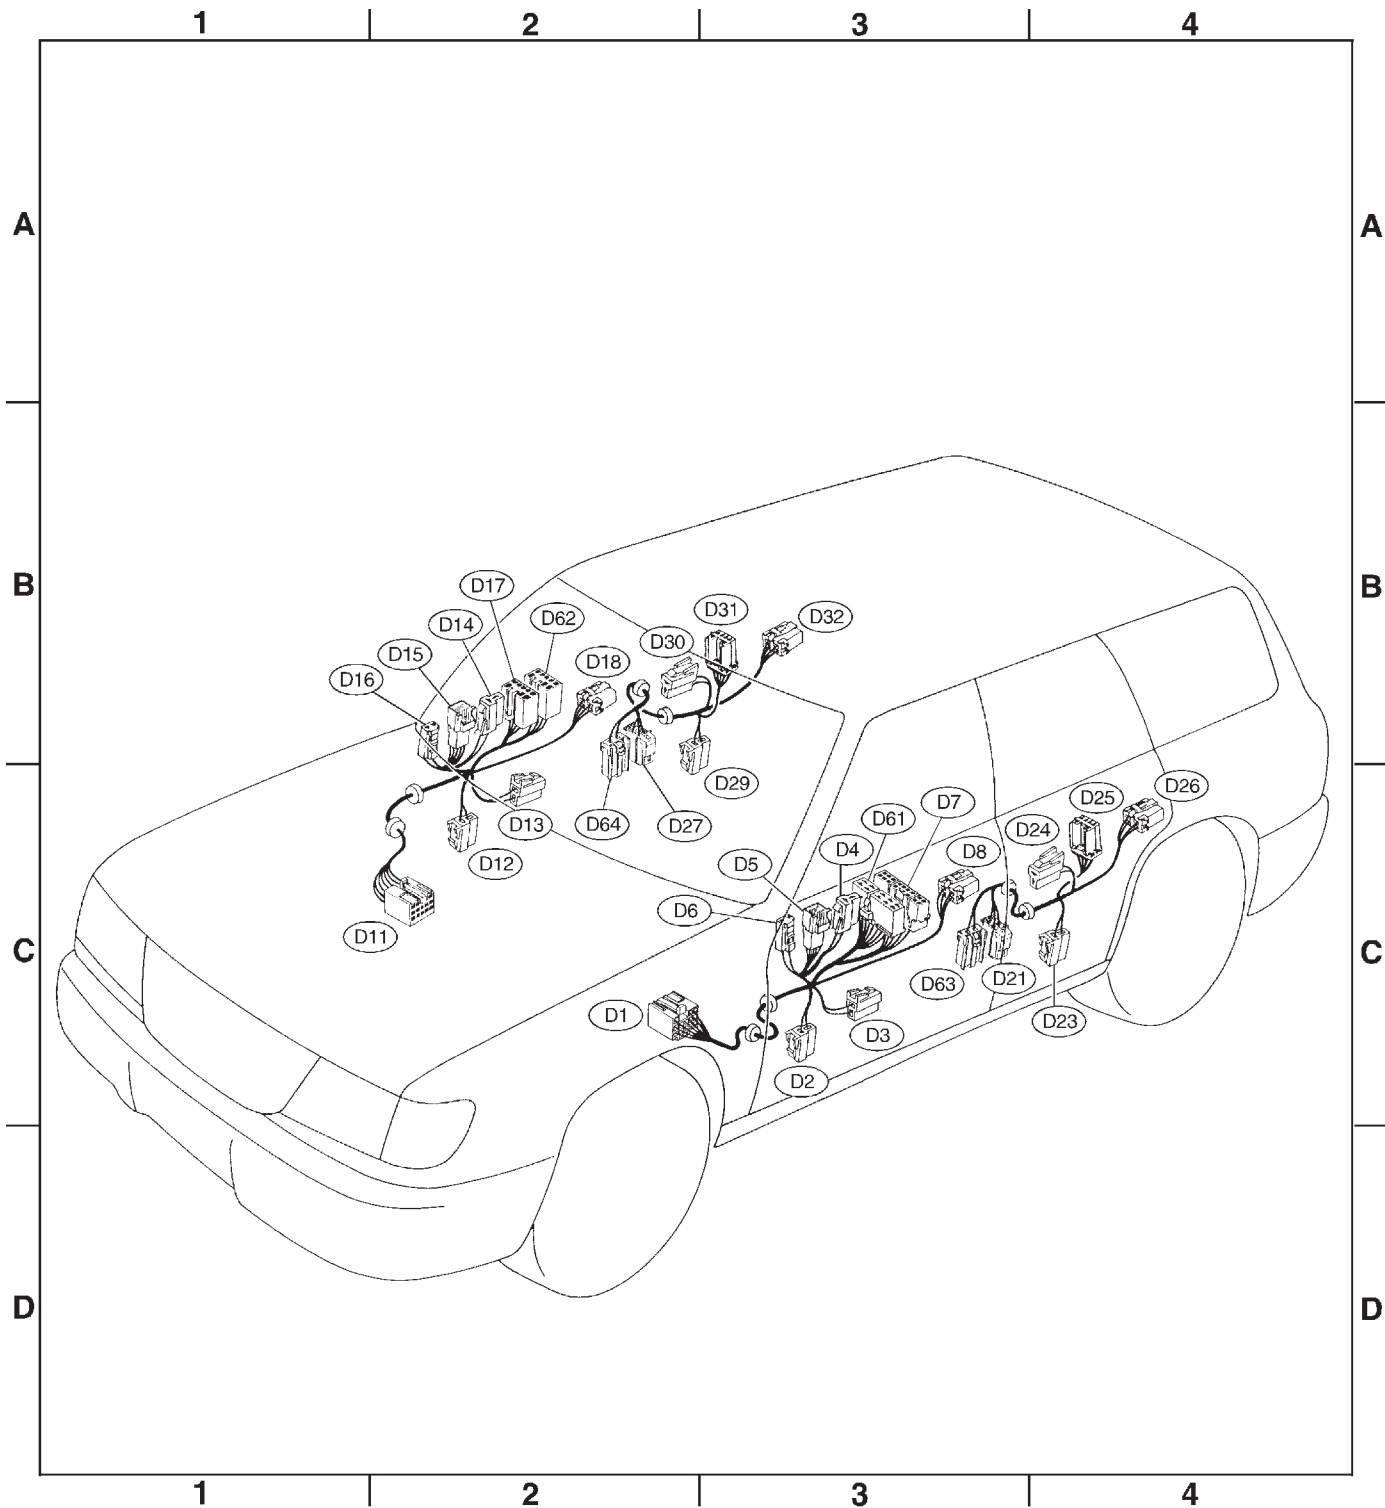 1 2 3 4
A A
B B
D17
D14 D62
D31 D32
D15 D30
D16 D18
D29
D13 D64 D27
D12
D11
D7 D25 D26
D61 D24
D5 D4 D8
D6
C C
D63 D21
D1 D3 D23
D2
D D
1 2 3 4